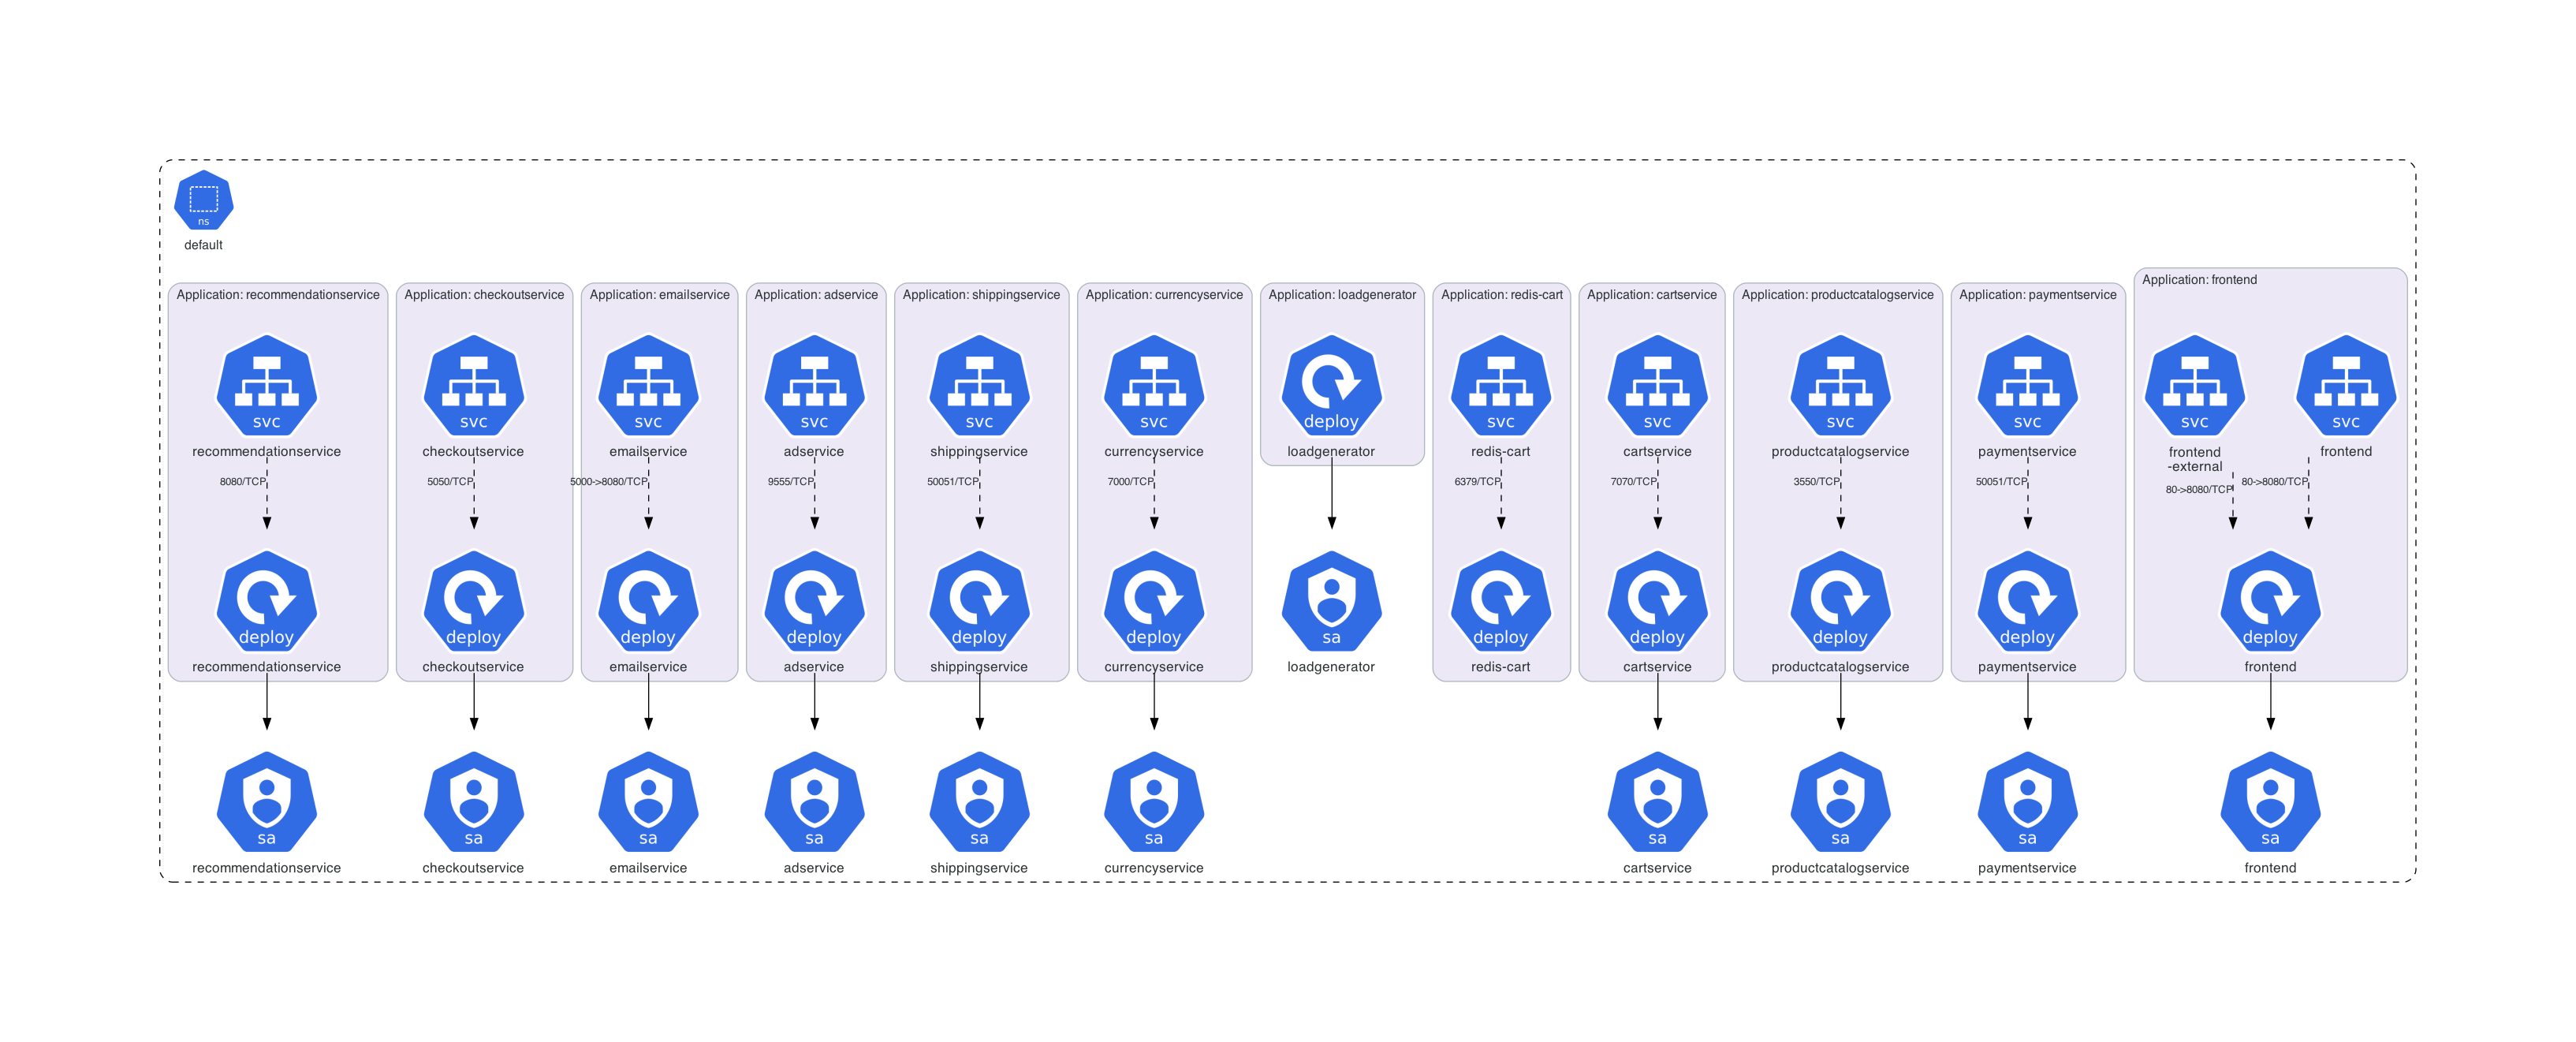 ns
default
Application: recommendationservice
Application: checkoutservice
Application: emailservice
Application: adservice
Application: shippingservice
Application: currencyservice
Application: loadgenerator
Application: redis-cart
Application: cartservice
Application: productcatalogservice
Application: paymentservice
Application: frontend
svc
svc
svc
svc
svc
svc
deploy
svc
svc
svc
svc
svc
svc
recommendationservice
checkoutservice
emailservice
adservice
shippingservice
currencyservice
loadgenerator
redis-cart
cartservice
productcatalogservice
paymentservice
frontend
-external
frontend
8080/TCP
5050/TCP
5000->8080/TCP
9555/TCP
50051/TCP
7000/TCP
6379/TCP
7070/TCP
3550/TCP
50051/TCP
80->8080/TCP
80->8080/TCP
deploy
deploy
deploy
deploy
deploy
deploy
sa
deploy
deploy
deploy
deploy
deploy
recommendationservice
checkoutservice
emailservice
adservice
shippingservice
currencyservice
loadgenerator
redis-cart
cartservice
productcatalogservice
paymentservice
frontend
sa
sa
sa
sa
sa
sa
sa
sa
sa
sa
recommendationservice
checkoutservice
emailservice
adservice
shippingservice
currencyservice
cartservice
productcatalogservice
paymentservice
frontend